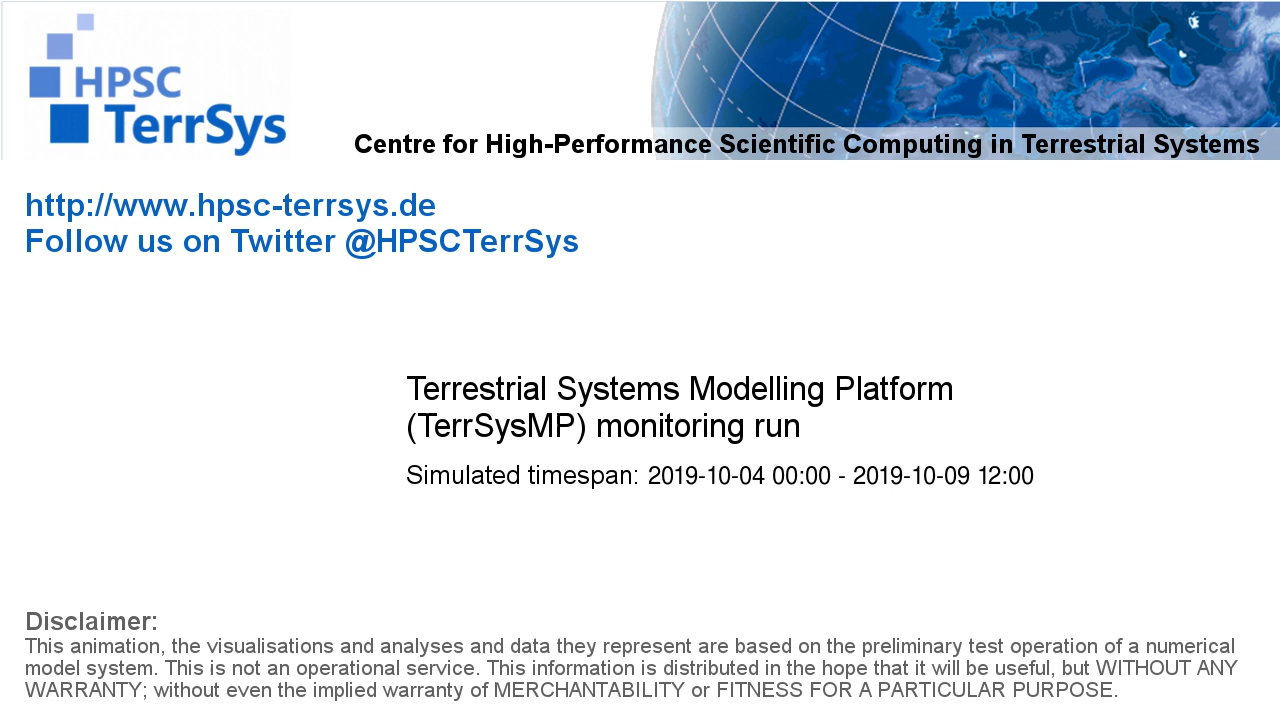 HPSC
TerrSys
Centre for High-Performance Scientific Computing in Terrestrial Systems
http://www.hpsc-terrsys.de
Follow us on Twitter @HPSCTerrSys
Terrestrial Systems Modelling Platform
(TerrSysMP) monitoring run
Simulated timespan: 2019-10-04 00:00 - 2019-10-09 12:00
Disclaimer:
This animation, the visualisations and analyses and data they represent are based on the preliminary test operation of a numerical
model system. This is not an operational service. This information is distributed in the hope that it will be useful, but WITHOUT ANY
WARRANTY; without even the implied warranty of MERCHANTABILITY or FITNESS FOR A PARTICULAR PURPOSE.